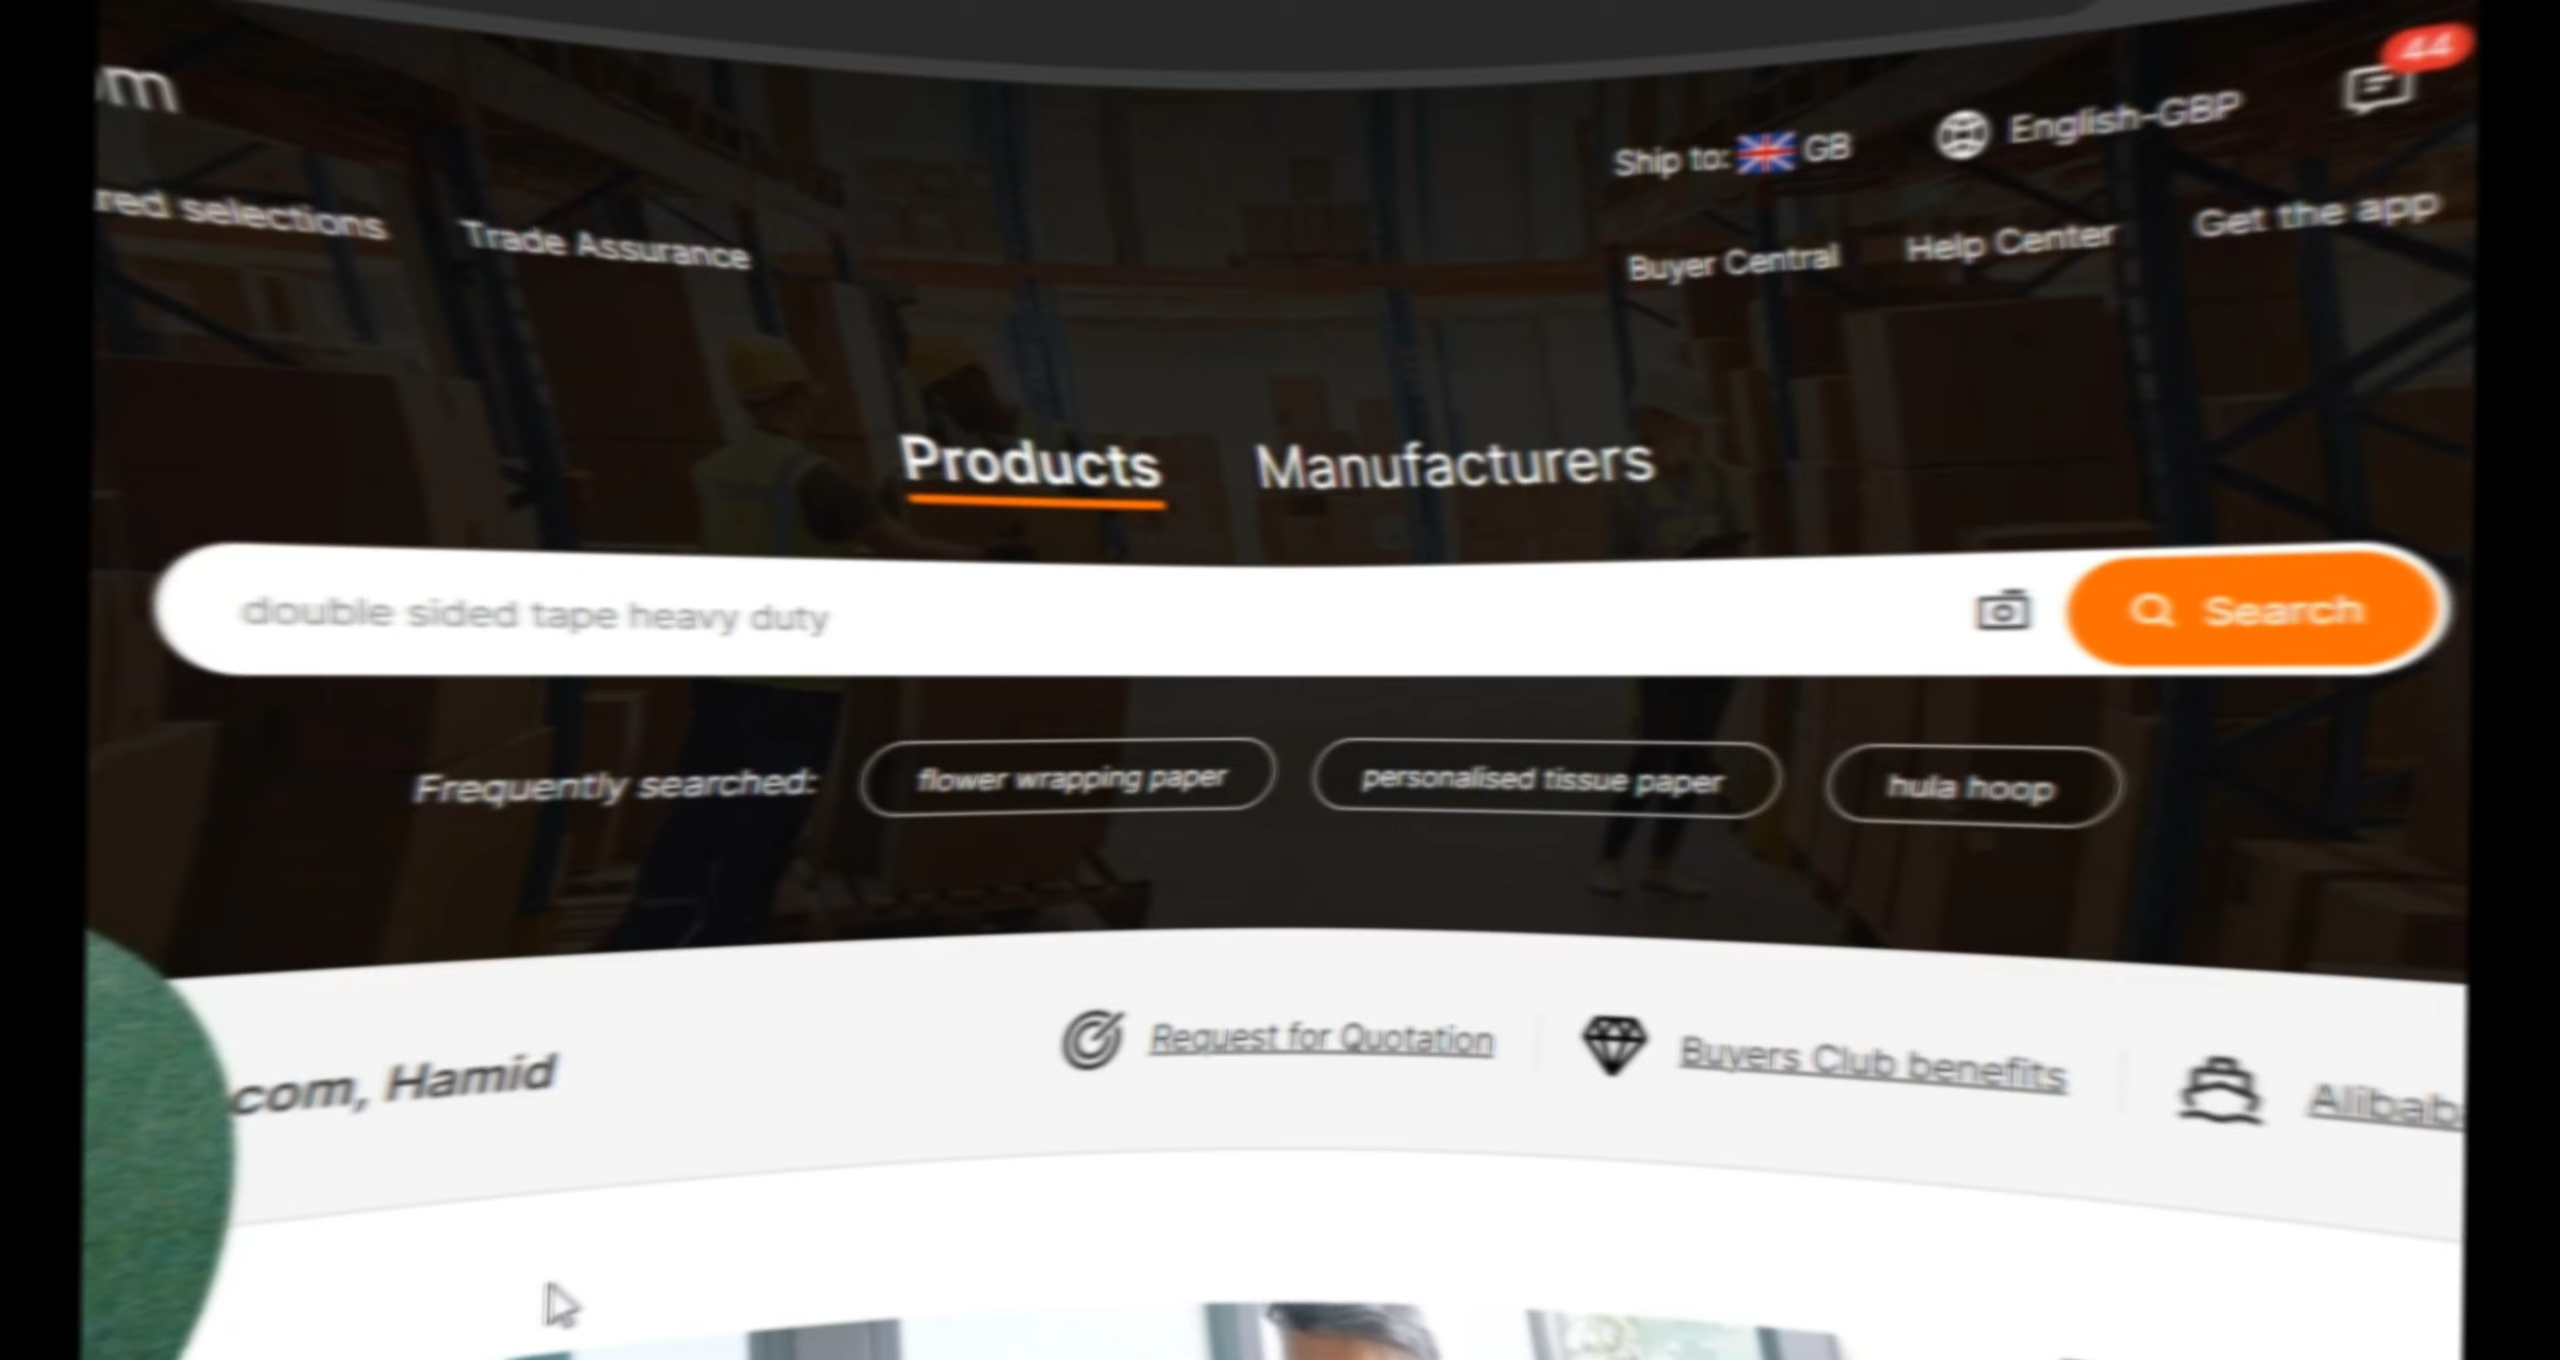 om
44
Ship to: GB
English-GBP
red selections
Trade Assurance
Buyer Central
Help Center
Get the app
Products
Manufacturers
double sided tape heavy duty
Search
Frequently searched:
flower wrapping paper
personalised tissue paper
hula hoop
com, Hamid
Request for Quotation
Buyers Club benefits
Alibab